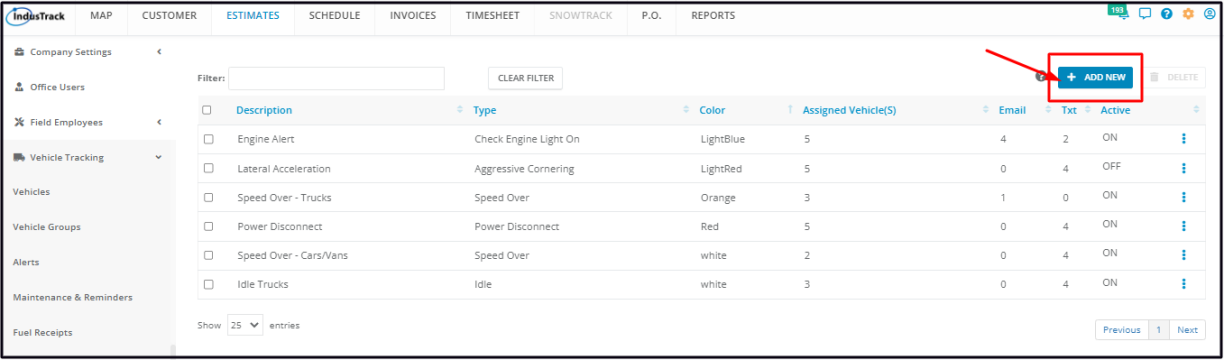 IndusTrack MAP CUSTOMER ESTIMATES SCHEDULE INVOICES TIMESHEET SNOWTRACK P.O. REPORTS 193
Company Settings
Office Users
Field Employees
Vehicle Tracking
Vehicles
Vehicle Groups
Alerts
Maintenance & Reminders
Fuel Receipts
Filter: CLEAR FILTER + ADD NEW DELETE
Description Type Color Assigned Vehicle(S) Email Txt Active
Engine Alert Check Engine Light On LightBlue 5 4 2 ON
Lateral Acceleration Aggressive Cornering LightRed 5 0 4 OFF
Speed Over - Trucks Speed Over Orange 3 1 0 ON
Power Disconnect Power Disconnect Red 5 0 4 ON
Speed Over - Cars/Vans Speed Over white 2 0 4 ON
Idle Trucks Idle white 3 0 4 ON
Show 25 entries Previous 1 Next